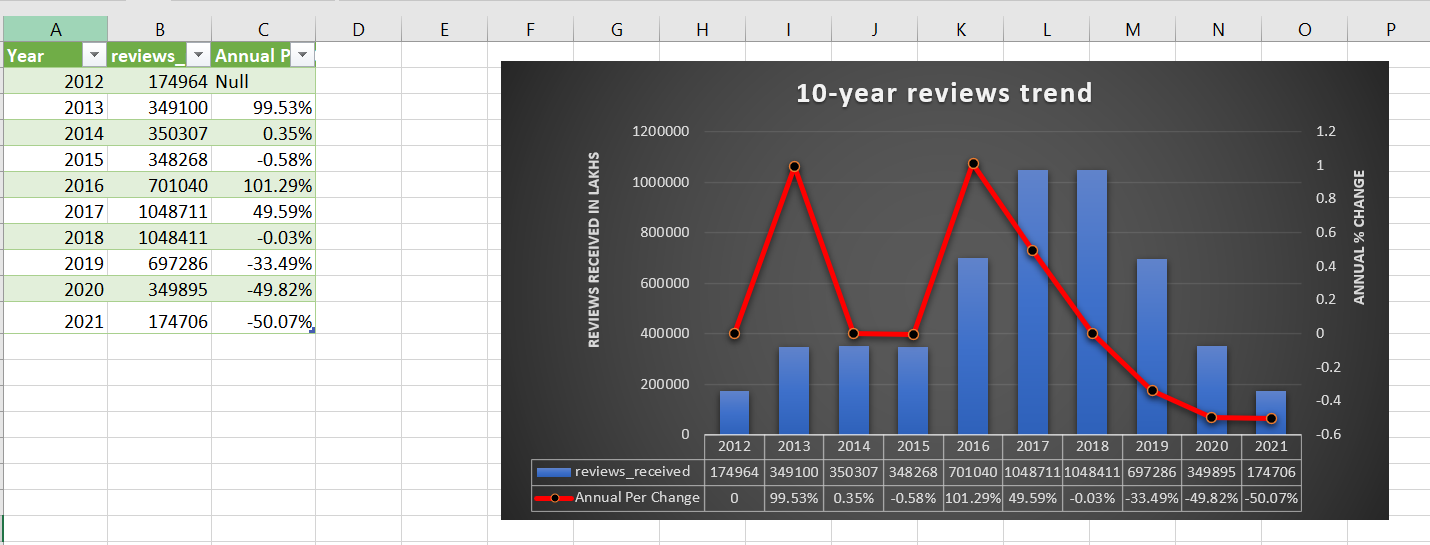 A B C D E F G H I J K L M N O P
Year reviews_ Annual P
2012 174964 Null
2013 349100 99.53%
2014 350307 0.35%
2015 348268 -0.58%
2016 701040 101.29%
2017 1048711 49.59%
2018 1048411 -0.03%
2019 697286 -33.49%
2020 349895 -49.82%
2021 174706 -50.07%
10-year reviews trend
REVIEWS RECEIVED IN LAKHS
1200000
1000000
800000
600000
400000
200000
0
1.2
1
0.8
0.6
0.4
0.2
0
-0.2
-0.4
-0.6
ANNUAL % CHANGE
2012 2013 2014 2015 2016 2017 2018 2019 2020 2021
reviews_received 174964 349100 350307 348268 701040 1048711 1048411 697286 349895 174706
Annual Per Change 0 99.53% 0.35% -0.58% 101.29% 49.59% -0.03% -33.49% -49.82% -50.07%